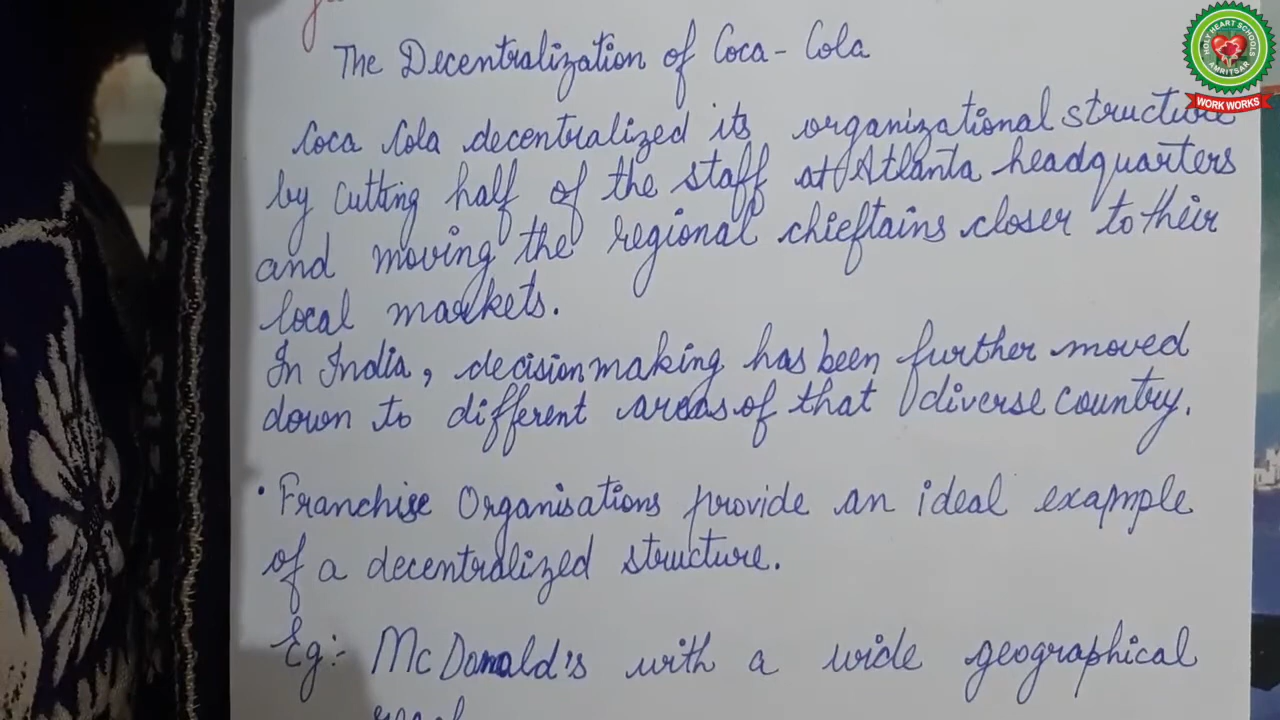 The Decentralization of Coca-Cola
Coca Cola decentralized its organizational structure
by cutting half of the staff at Atlanta headquarters
and moving the regional chieftains closer to their
local markets.
In India, decision making has been further moved
down to different areas of that diverse country.
• Franchise Organisations provide an ideal example
of a decentralized structure.
Eg:- McDonald's with a wide geographical
HOLY HEART SCHOOLS
AMRITSAR
WORK WORKS